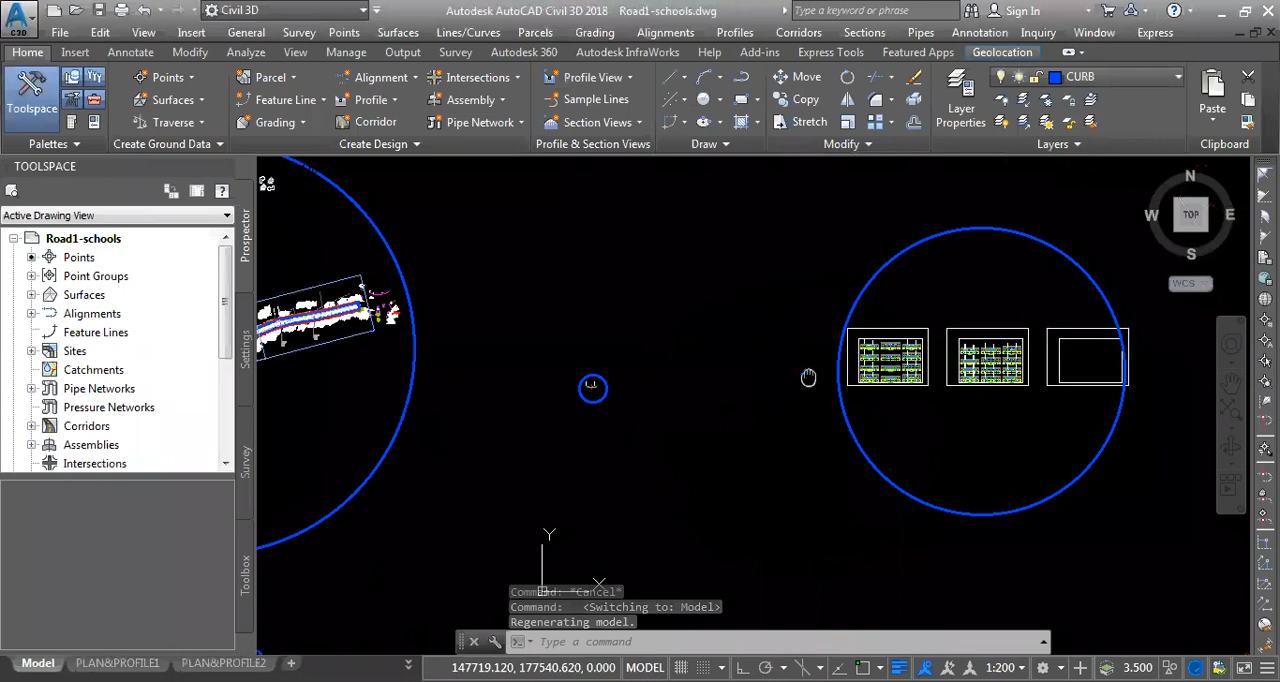 C3D
Civil 3D
Autodesk AutoCAD Civil 3D 2018 Road1-schools.dwg
Type a keyword or phrase
Sign In
File Edit View Insert General Survey Points Surfaces Lines/Curves Parcels Grading Alignments Profiles Corridors Sections Pipes Annotation Inquiry Window Express
Home Insert Annotate Modify Analyze View Manage Output Survey Autodesk 360 Autodesk InfraWorks Help Add-ins Express Tools Featured Apps Geolocation
Toolspace
Points Parcel Alignment Intersections Profile View Move CURB
Surfaces Feature Line Profile Assembly Sample Lines Copy
Traverse Grading Corridor Pipe Network Section Views Stretch
Layer Properties
Paste
Palettes Create Ground Data Create Design Profile & Section Views Draw Modify Layers Clipboard
TOOLSPACE
Active Drawing View
Road1-schools
Points
Point Groups
Surfaces
Alignments
Feature Lines
Sites
Catchments
Pipe Networks
Pressure Networks
Corridors
Assemblies
Intersections
Prospector
Settings
Survey
Toolbox
N
W TOP E
S
WCS
Y
X
Command: *Cancel*
Command: <Switching to: Model>
Regenerating model.
Type a command
Model PLAN&PROFILE1 PLAN&PROFILE2 +
147719.120, 177540.620, 0.000 MODEL 1:200 3.500